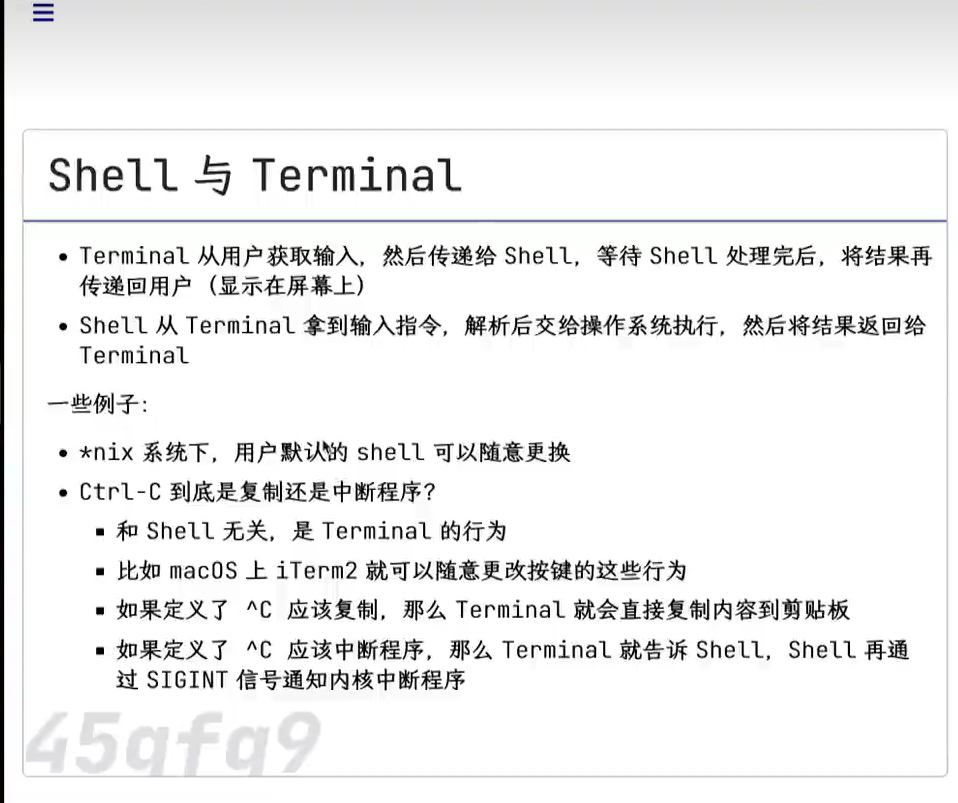 Shell 与 Terminal
Terminal 从用户获取输入，然后传递给 Shell，等待 Shell 处理完后，将结果再
传递回用户（显示在屏幕上）
Shell 从 Terminal 拿到输入指令，解析后交给操作系统执行，然后将结果返回给
Terminal
一些例子：
*nix 系统下，用户默认的 shell 可以随意更换
Ctrl-C 到底是复制还是中断程序？
和 Shell 无关，是 Terminal 的行为
比如 macOS 上 iTerm2 就可以随意更改按键的这些行为
如果定义了 ^C 应该复制，那么 Terminal 就会直接复制内容到剪贴板
如果定义了 ^C 应该中断程序，那么 Terminal 就告诉 Shell，Shell 再通
过 SIGINT 信号通知内核中断程序
45gfg9